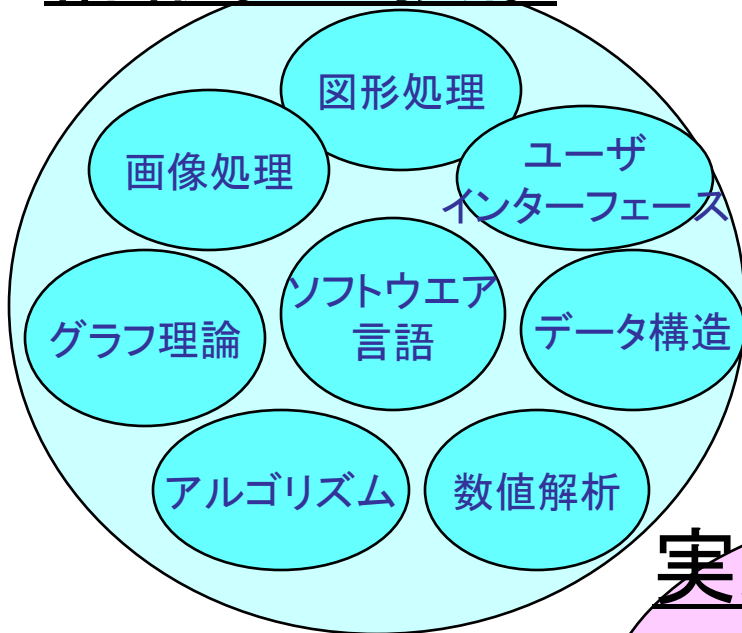 図形処理
画像処理
ユーザ
インターフェース
ソフトウエア
言語
グラフ理論
データ構造
アルゴリズム
数値解析
実